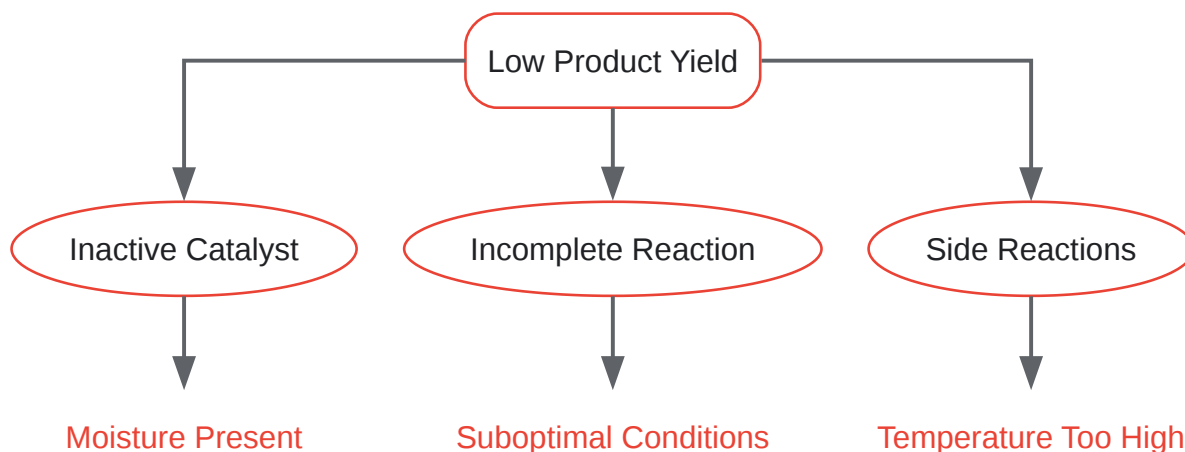 Low Product Yield
Inactive Catalyst
Incomplete Reaction
Side Reactions
Moisture Present
Suboptimal Conditions
Temperature Too High